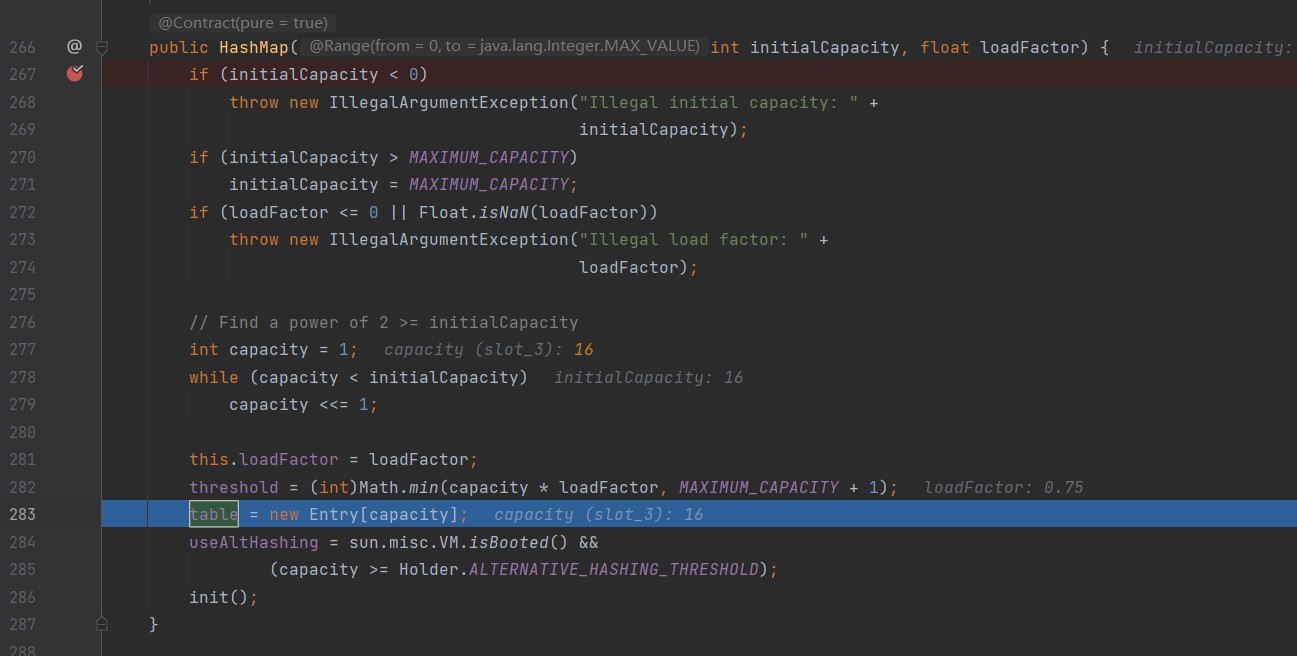 @Contract(pure = true)
266 @ public HashMap( @Range(from = 0, to = java.lang.Integer.MAX_VALUE) int initialCapacity, float loadFactor) { initialCapacity:
267 if (initialCapacity < 0)
268 throw new IllegalArgumentException("Illegal initial capacity: " +
269 initialCapacity);
270 if (initialCapacity > MAXIMUM_CAPACITY)
271 initialCapacity = MAXIMUM_CAPACITY;
272 if (loadFactor <= 0 || Float.isNaN(loadFactor))
273 throw new IllegalArgumentException("Illegal load factor: " +
274 loadFactor);
275
276 // Find a power of 2 >= initialCapacity
277 int capacity = 1; capacity (slot_3): 16
278 while (capacity < initialCapacity) initialCapacity: 16
279 capacity <<= 1;
280
281 this.loadFactor = loadFactor;
282 threshold = (int)Math.min(capacity * loadFactor, MAXIMUM_CAPACITY + 1); loadFactor: 0.75
283 table = new Entry[capacity]; capacity (slot_3): 16
284 useAltHashing = sun.misc.VM.isBooted() &&
285 (capacity >= Holder.ALTERNATIVE_HASHING_THRESHOLD);
286 init();
287 }
288